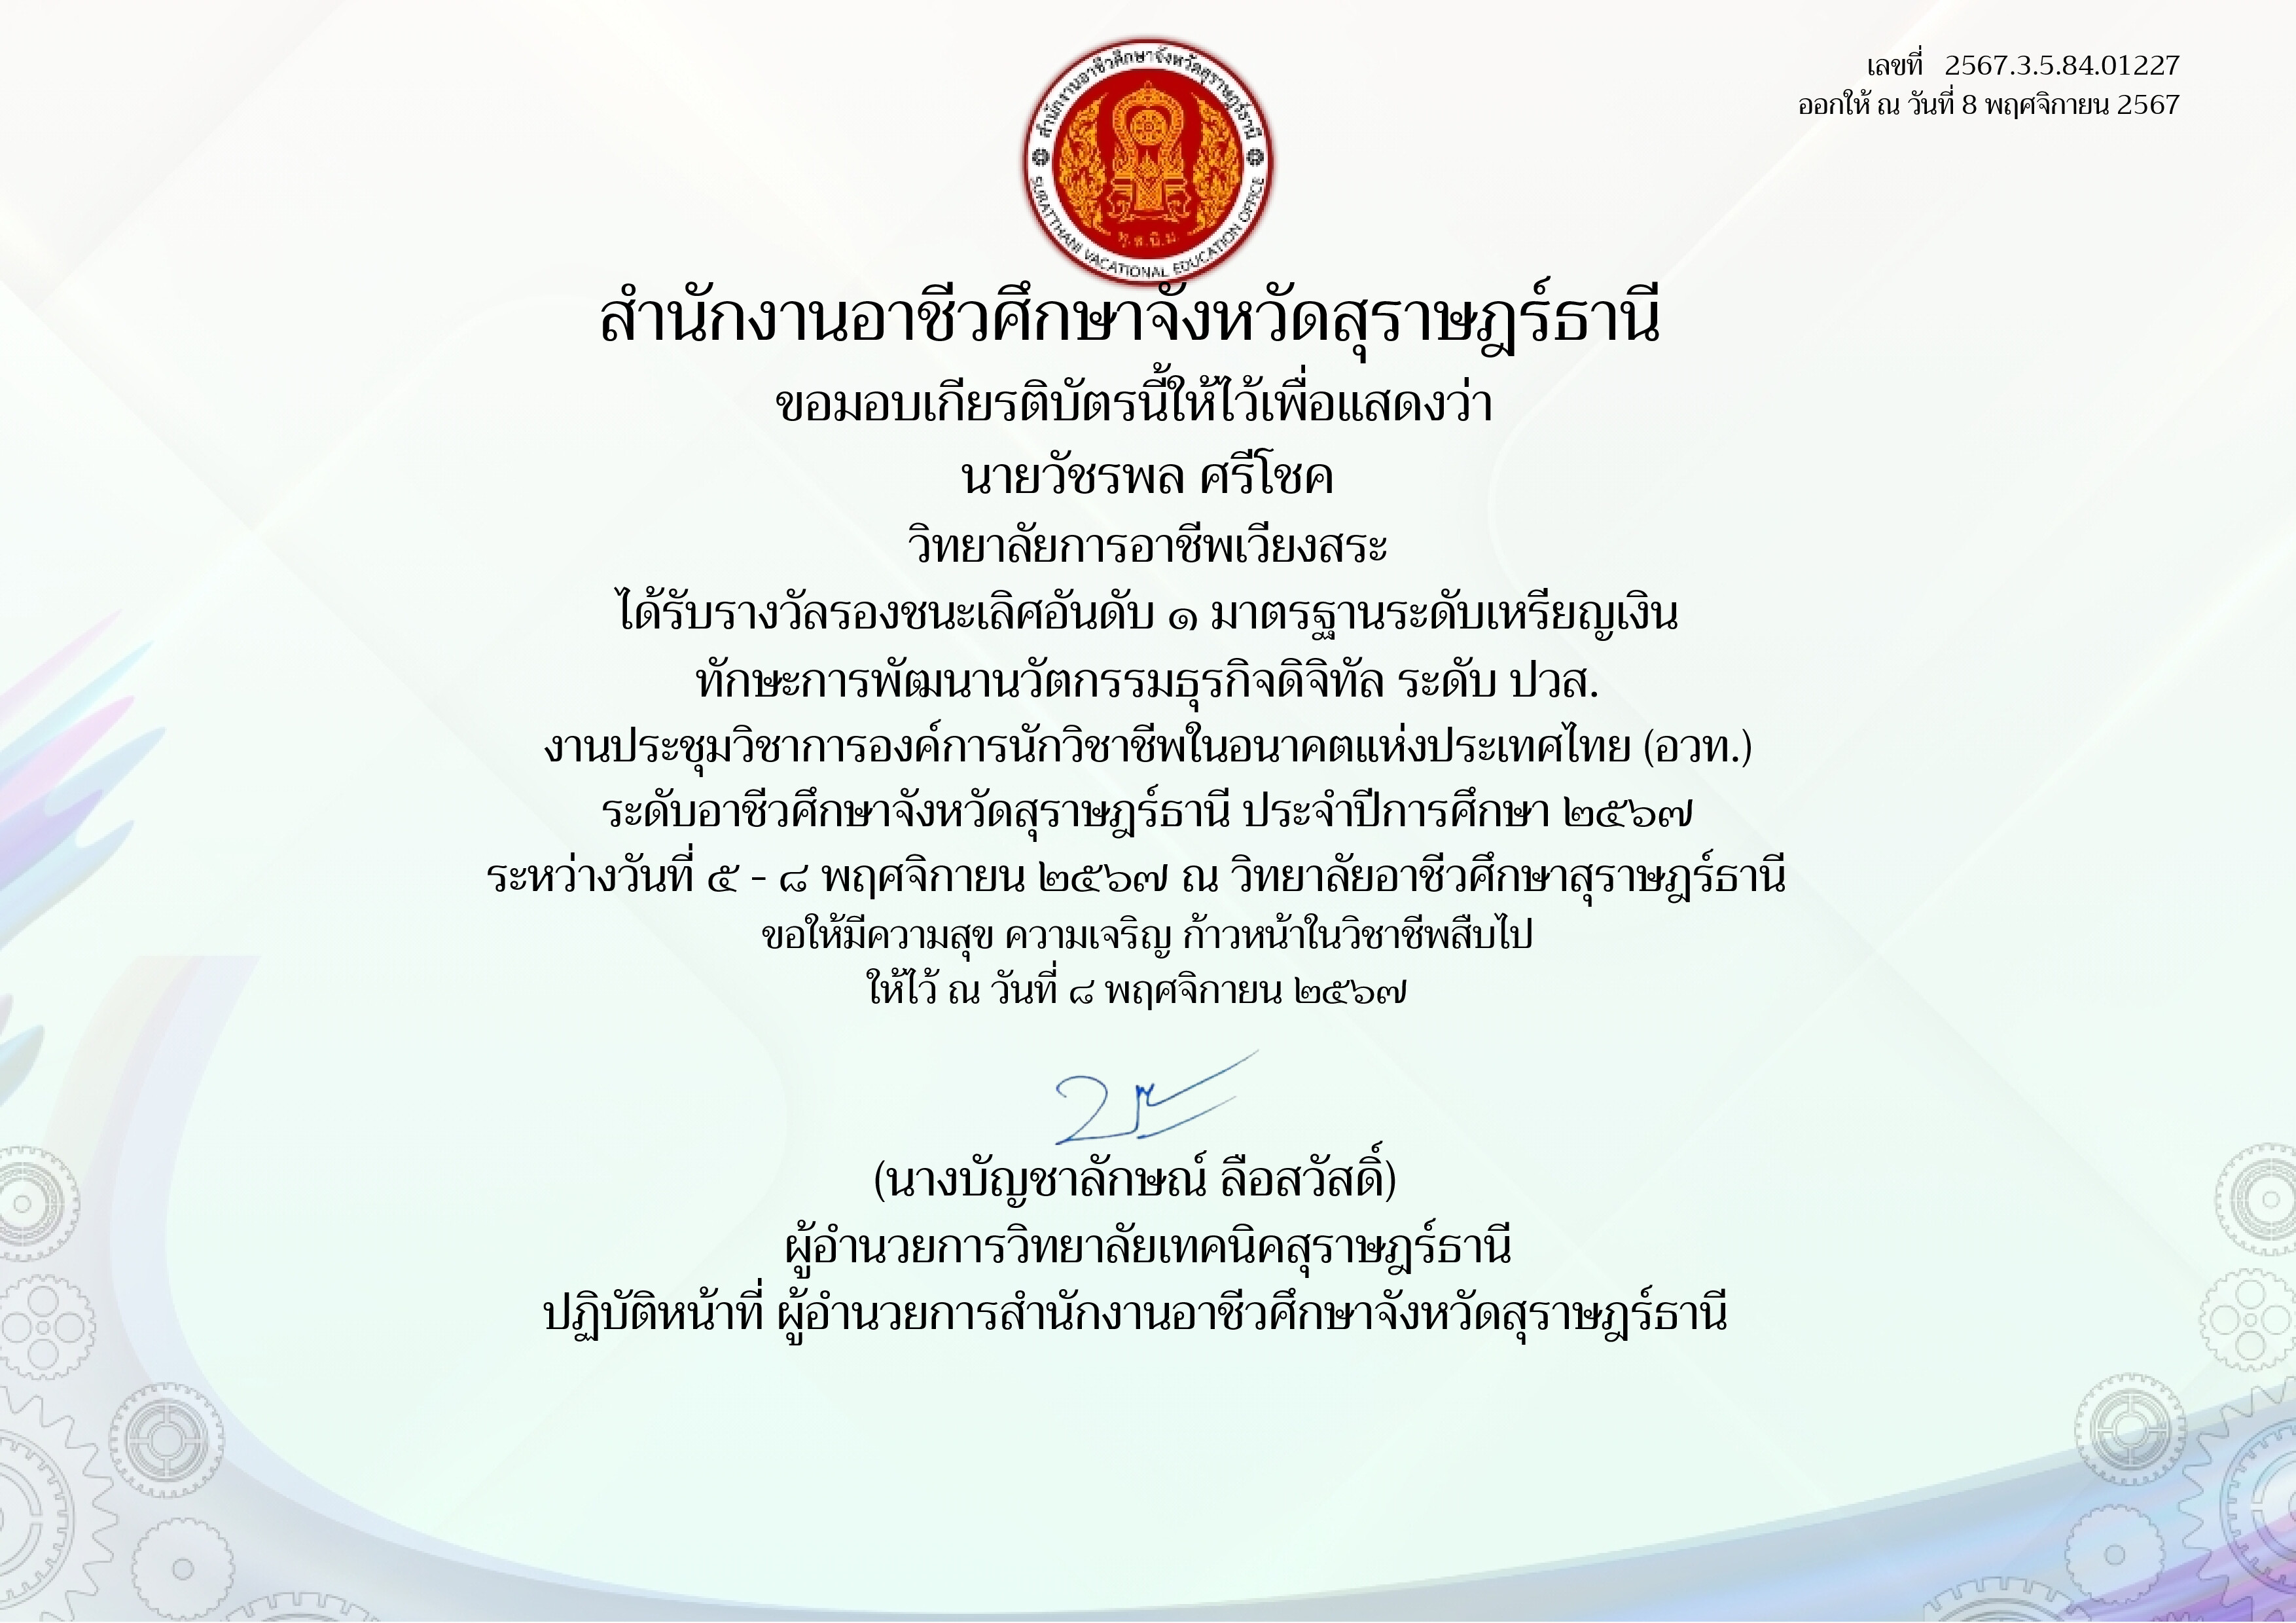 สำนักงานอาชีวศึกษาจังหวัดสุราษฎร์ธานี
SURATTHANI VACATIONAL EDUCATION OFFICE
เลขที่ 2567.3.5.84.01227
ออกให้ ณ วันที่ 8 พฤศจิกายน 2567
สำนักงานอาชีวศึกษาจังหวัดสุราษฎร์ธานี
ขอมอบเกียรติบัตรนี้ให้ไว้เพื่อแสดงว่า
นายวัชรพล ศรีโชค
วิทยาลัยการอาชีพเวียงสระ
ได้รับรางวัลรองชนะเลิศอันดับ ๑ มาตรฐานระดับเหรียญเงิน
ทักษะการพัฒนานวัตกรรมธุรกิจดิจิทัล ระดับ ปวส.
งานประชุมวิชาการองค์การนักวิชาชีพในอนาคตแห่งประเทศไทย (อวท.)
ระดับอาชีวศึกษาจังหวัดสุราษฎร์ธานี ประจำปีการศึกษา ๒๕๖๗
ระหว่างวันที่ ๕ - ๘ พฤศจิกายน ๒๕๖๗ ณ วิทยาลัยอาชีวศึกษาสุราษฎร์ธานี
ขอให้มีความสุข ความเจริญ ก้าวหน้าในวิชาชีพสืบไป
ให้ไว้ ณ วันที่ ๘ พฤศจิกายน ๒๕๖๗
(นางบัญชาลักษณ์ ลือสวัสดิ์)
ผู้อำนวยการวิทยาลัยเทคนิคสุราษฎร์ธานี
ปฏิบัติหน้าที่ ผู้อำนวยการสำนักงานอาชีวศึกษาจังหวัดสุราษฎร์ธานี